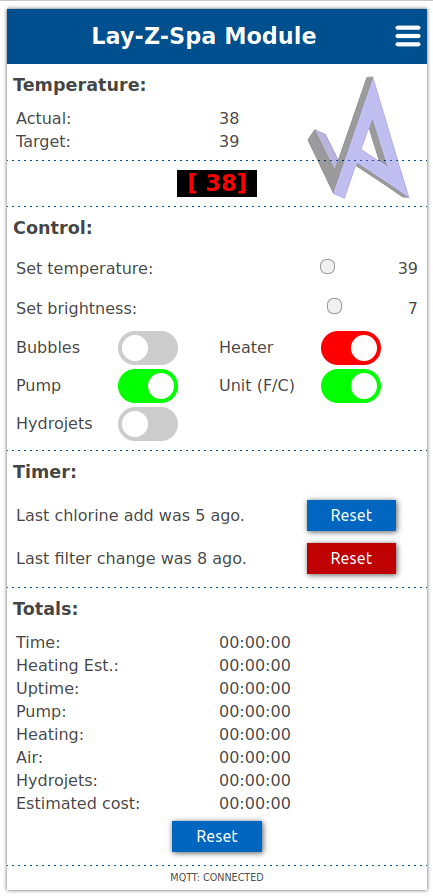 Lay-Z-Spa Module
Temperature:
Actual: 38
Target: 39
[ 38]
Control:
Set temperature: 39
Set brightness: 7
Bubbles Heater
Pump Unit (F/C)
Hydrojets
Timer:
Last chlorine add was 5 ago. Reset
Last filter change was 8 ago. Reset
Totals:
Time: 00:00:00
Heating Est.: 00:00:00
Uptime: 00:00:00
Pump: 00:00:00
Heating: 00:00:00
Air: 00:00:00
Hydrojets: 00:00:00
Estimated cost: 00:00:00
Reset
MQTT: CONNECTED